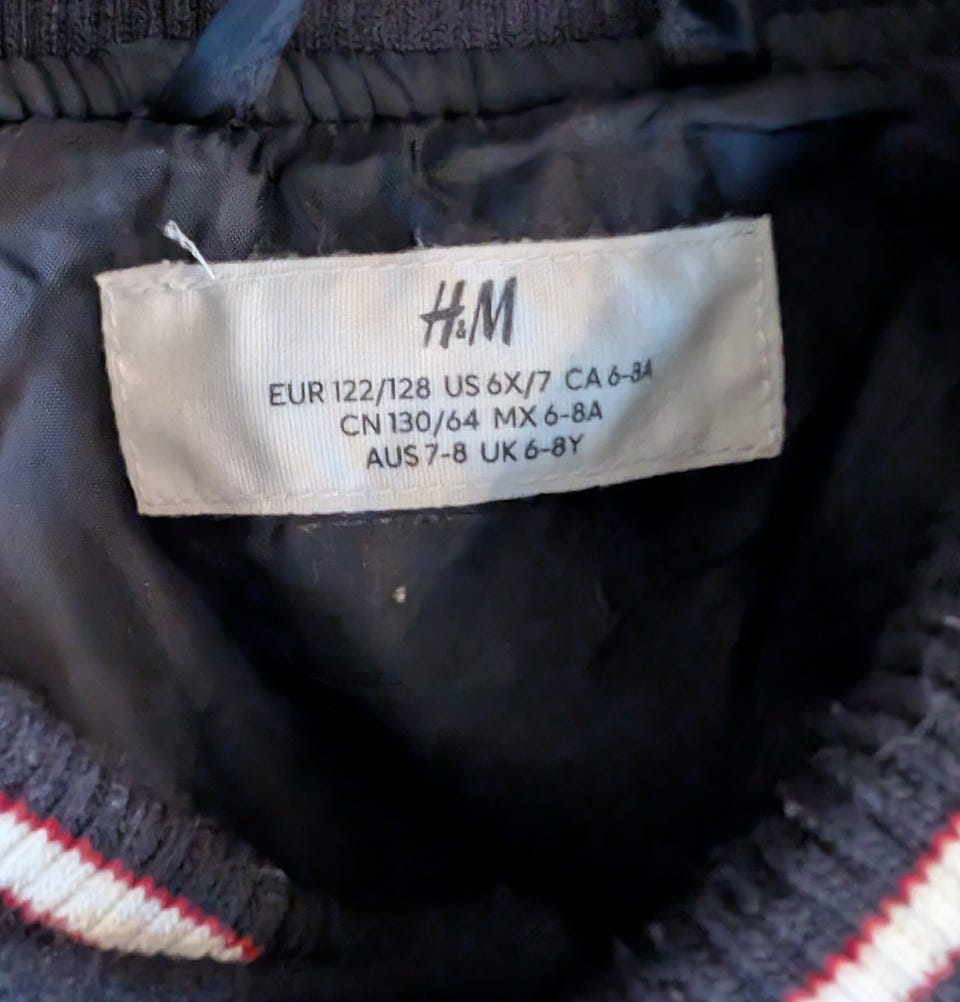 H&M
EUR 122/128 US 6X/7 CA 6-8A
CN 130/64 MX 6-8A
AUS 7-8 UK 6-8Y